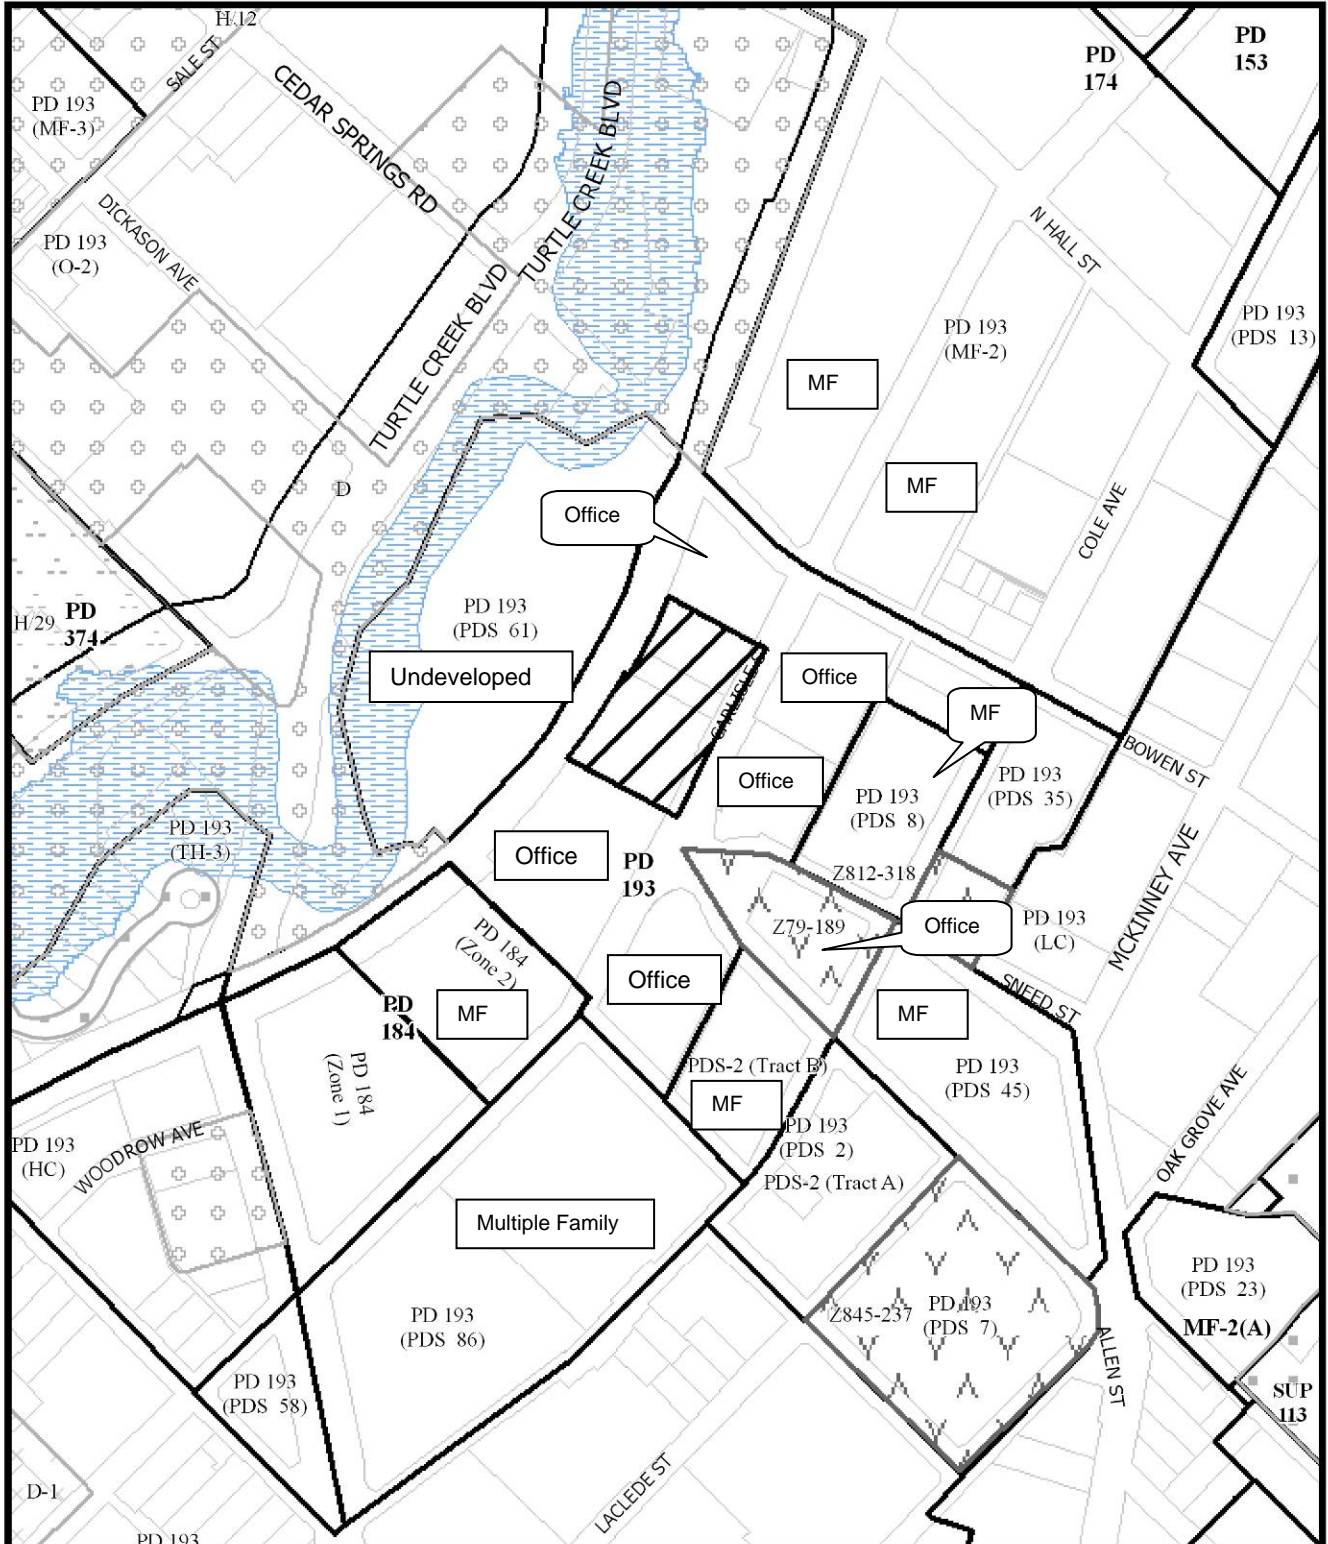 H/12
SALE ST
PD 193
(MF-3)
CEDAR SPRINGS RD
TURTLE CREEK BLVD
PD
174
PD
153
DICKASON AVE
PD 193
(O-2)
N HALL ST
TURTLE CREEK BLVD
PD 193
(MF-2)
PD 193
(PDS 13)
MF
MF
D
Office
COLE AVE
H/29
PD
374
PD 193
(PDS 61)
Undeveloped
CARLISLE
Office
MF
BOWEN ST
Office
PD 193
(PDS 8)
PD 193
(PDS 35)
PD 193
(TH-3)
Office
PD
193
Z812-318
MCKINNEY AVE
Z79-189
Office
PD 193
(LC)
PD 184
(Zone 2)
Office
SNEED ST
PD
184
MF
MF
PD 184
(Zone 1)
PDS-2 (Tract B)
PD 193
(PDS 45)
MF
PD 193
(PDS 2)
OAK GROVE AVE
PD 193
(HC)
WOODROW AVE
PDS-2 (Tract A)
Multiple Family
PD 193
(PDS 23)
MF-2(A)
PD 193
(PDS 86)
Z845-237
PD 193
(PDS 7)
ALLEN ST
PD 193
(PDS 58)
SUP
113
D-1
LACLEDE ST
PD 193